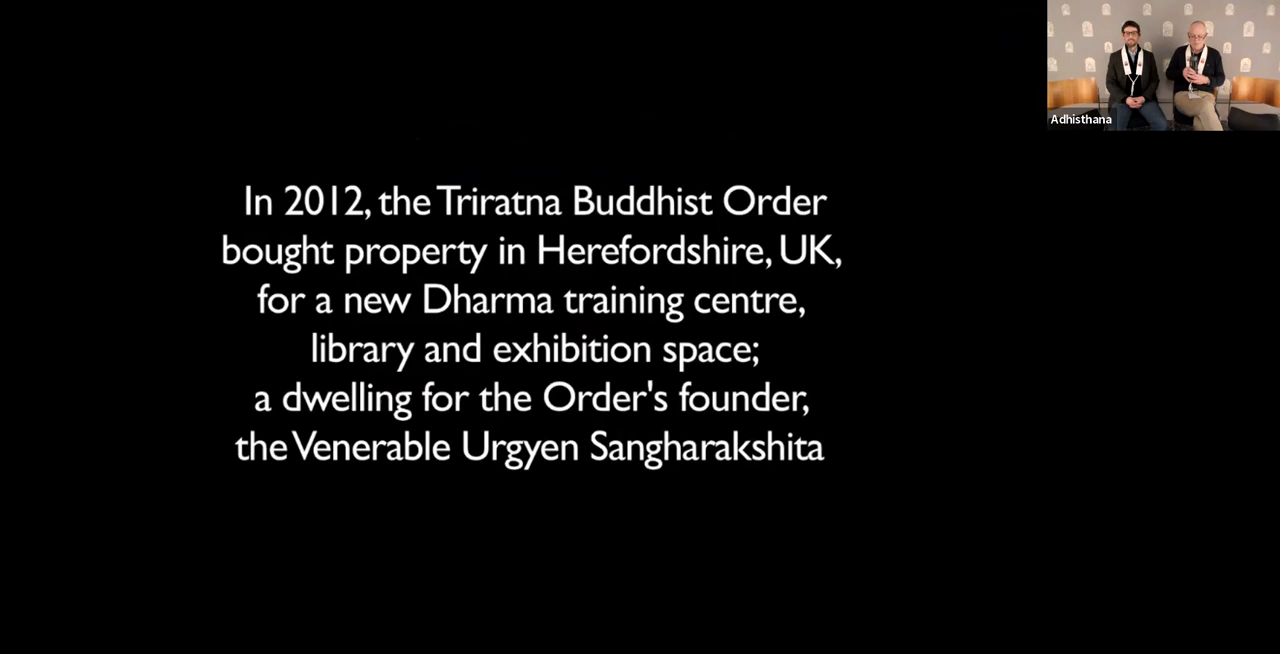 Adhisthana
In 2012, the Triratna Buddhist Order
bought property in Herefordshire, UK,
for a new Dharma training centre,
library and exhibition space;
a dwelling for the Order's founder,
the Venerable Urgyen Sangharakshita